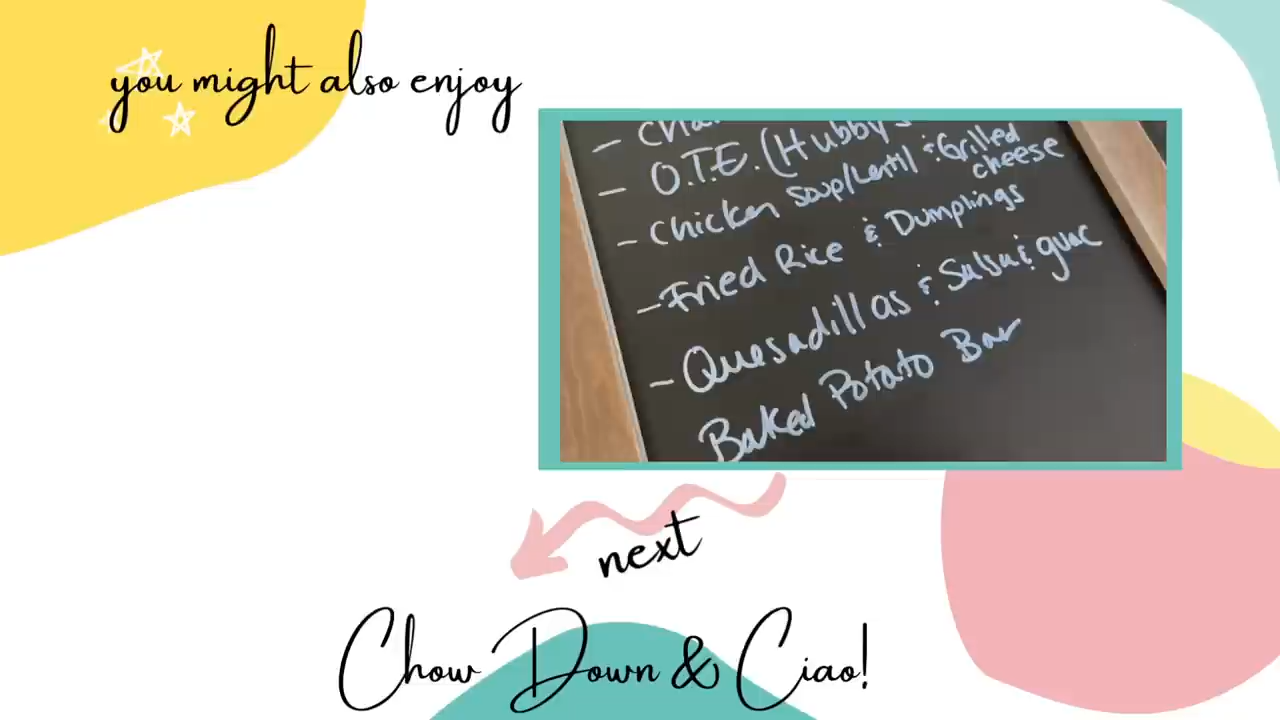 you might also enjoy
- O.T.E. (Hubby's
- Chicken Soup/Lentil & Grilled cheese
- Fried Rice & Dumplings
- Quesadillas & Salsa & guac
Baked Potato Bar
next
Chow Down & Ciao!